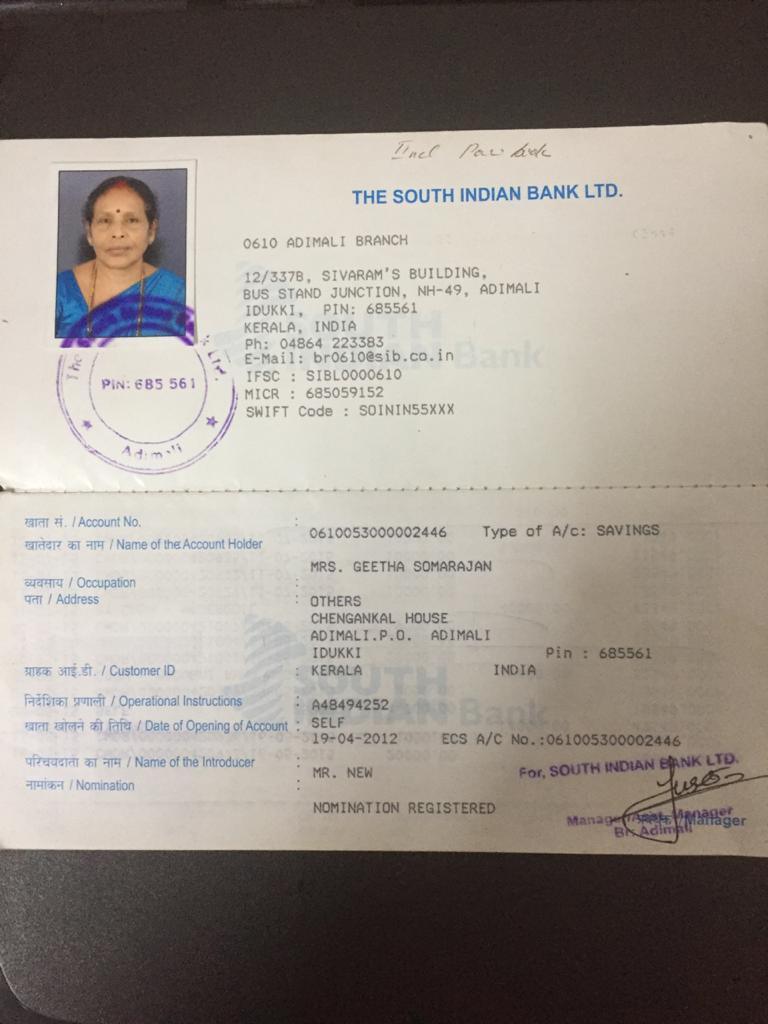 THE SOUTH INDIAN BANK LTD.
0610 ADIMALI BRANCH
12/337B, SIVARAM'S BUILDING,
BUS STAND JUNCTION, NH-49, ADIMALI
IDUKKI, PIN: 685561
KERALA, INDIA
Ph: 04864 223383
E-Mail: br0610@sib.co.in
IFSC : SIBL0000610
MICR : 685059152
SWIFT Code : SOININ55XXX
The Ltd.
PIN: 685 561
Adimali
खाता सं. / Account No. : 0610053000002446 Type of A/c: SAVINGS
खातेदार का नाम / Name of the Account Holder : MRS. GEETHA SOMARAJAN
व्यवसाय / Occupation : OTHERS
पता / Address : CHENGANKAL HOUSE
ADIMALI.P.O. ADIMALI
IDUKKI Pin : 685561
KERALA INDIA
ग्राहक आई.डी. / Customer ID : A48494252
निर्देशिका प्रणाली / Operational Instructions : SELF
खाता खोलने की तिथि / Date of Opening of Account : 19-04-2012 ECS A/C No.:061005300002446
परिचयदाता का नाम / Name of the Introducer : MR. NEW
नामांकन / Nomination : NOMINATION REGISTERED
For, SOUTH INDIAN BANK LTD.
Manager/Asst. Manager
Br. Adimali
Manager